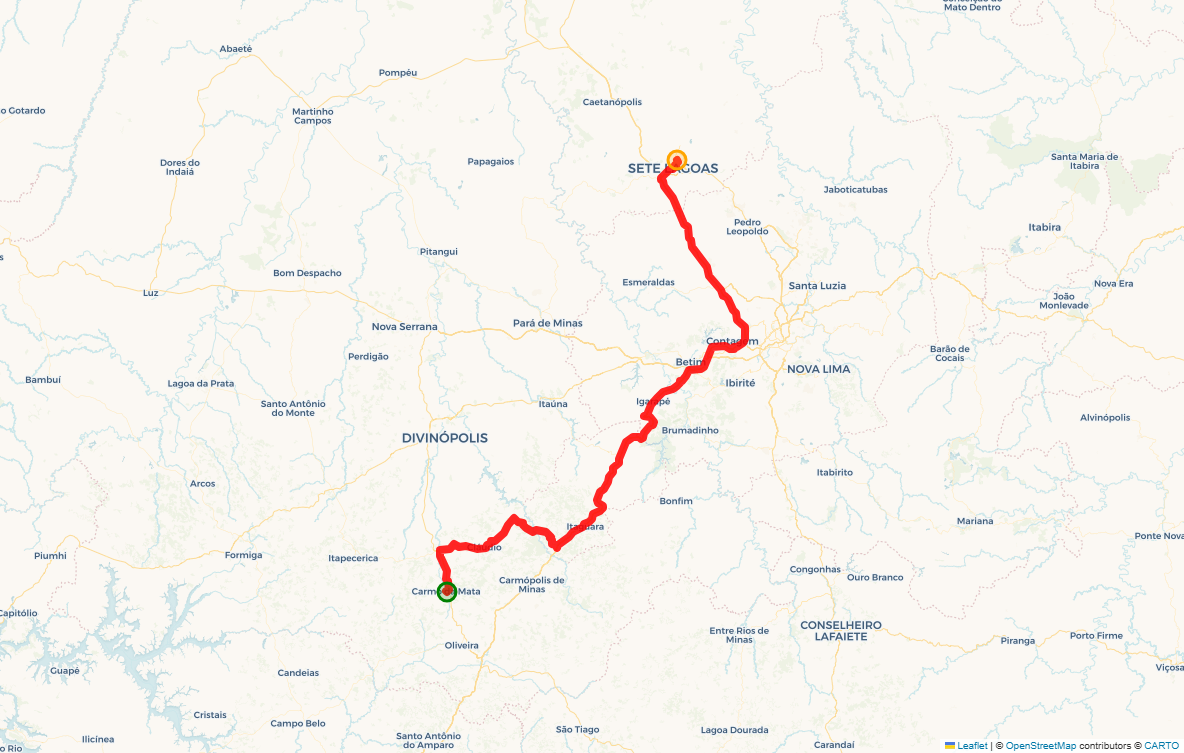 Conceição do
Mato Dentro
Abaeté
Pompéu
o Gotardo
Martinho
Campos
Caetanópolis
Dores do
Indaiá
Papagaios
SETE LAGOAS
Santa Maria de
Itabira
Jaboticatubas
Pedro
Leopoldo
Itabira
Pitangui
s
Bom Despacho
Luz
Esmeraldas
Santa Luzia
Nova Era
João
Monlevade
Nova Serrana
Pará de Minas
Contagem
Perdigão
Betim
Barão de
Cocais
NOVA LIMA
Bambuí
Lagoa da Prata
Ibirité
Santo Antônio
do Monte
Itaúna
Igarapé
Alvinópolis
DIVINÓPOLIS
Brumadinho
Itabirito
Arcos
Bonfim
Mariana
Itaguara
Ponte Nova
Cláudio
Piumhi
Formiga
Itapecerica
Congonhas
Ouro Branco
Carmópolis de
Minas
Carmo da Mata
Capitólio
CONSELHEIRO
LAFAIETE
Entre Rios de
Minas
Piranga
Porto Firme
Oliveira
Guapé
Candeias
Viçosa
Cristais
Campo Belo
São Tiago
Lagoa Dourada
Santo Antônio
do Amparo
Ilicínea
Carandaí
o Rio
Leaflet | © OpenStreetMap contributors © CARTO